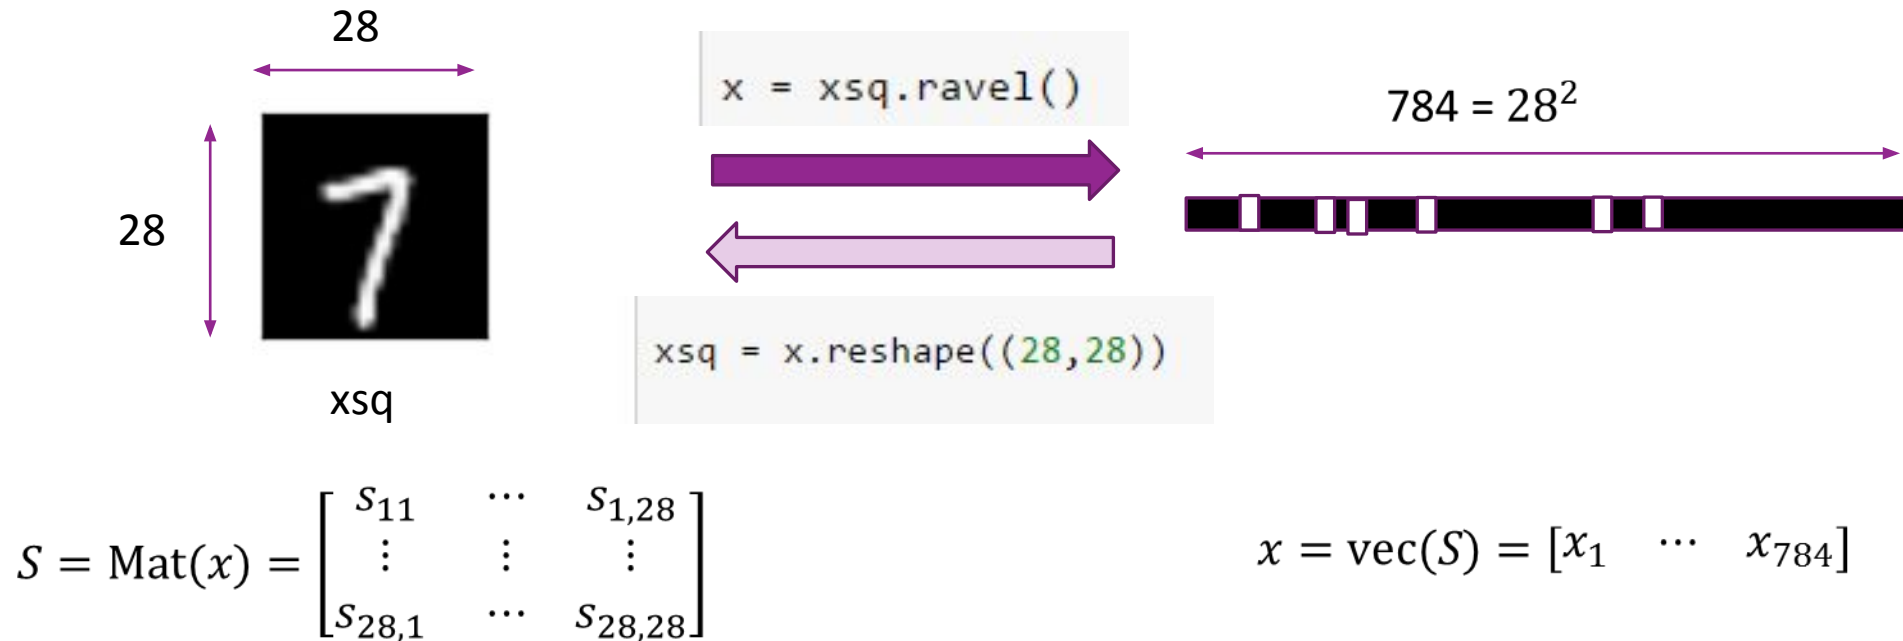 28
28
xsq
x = xsq.ravel()
xsq = x.reshape((28,28))
784 = 28²
S = Mat(x) = [s₁₁ ⋯ s₁,₂₈
⋮ ⋮ ⋮
s₂₈,₁ ⋯ s₂₈,₂₈]
x = vec(S) = [x₁ ⋯ x₇₈₄]